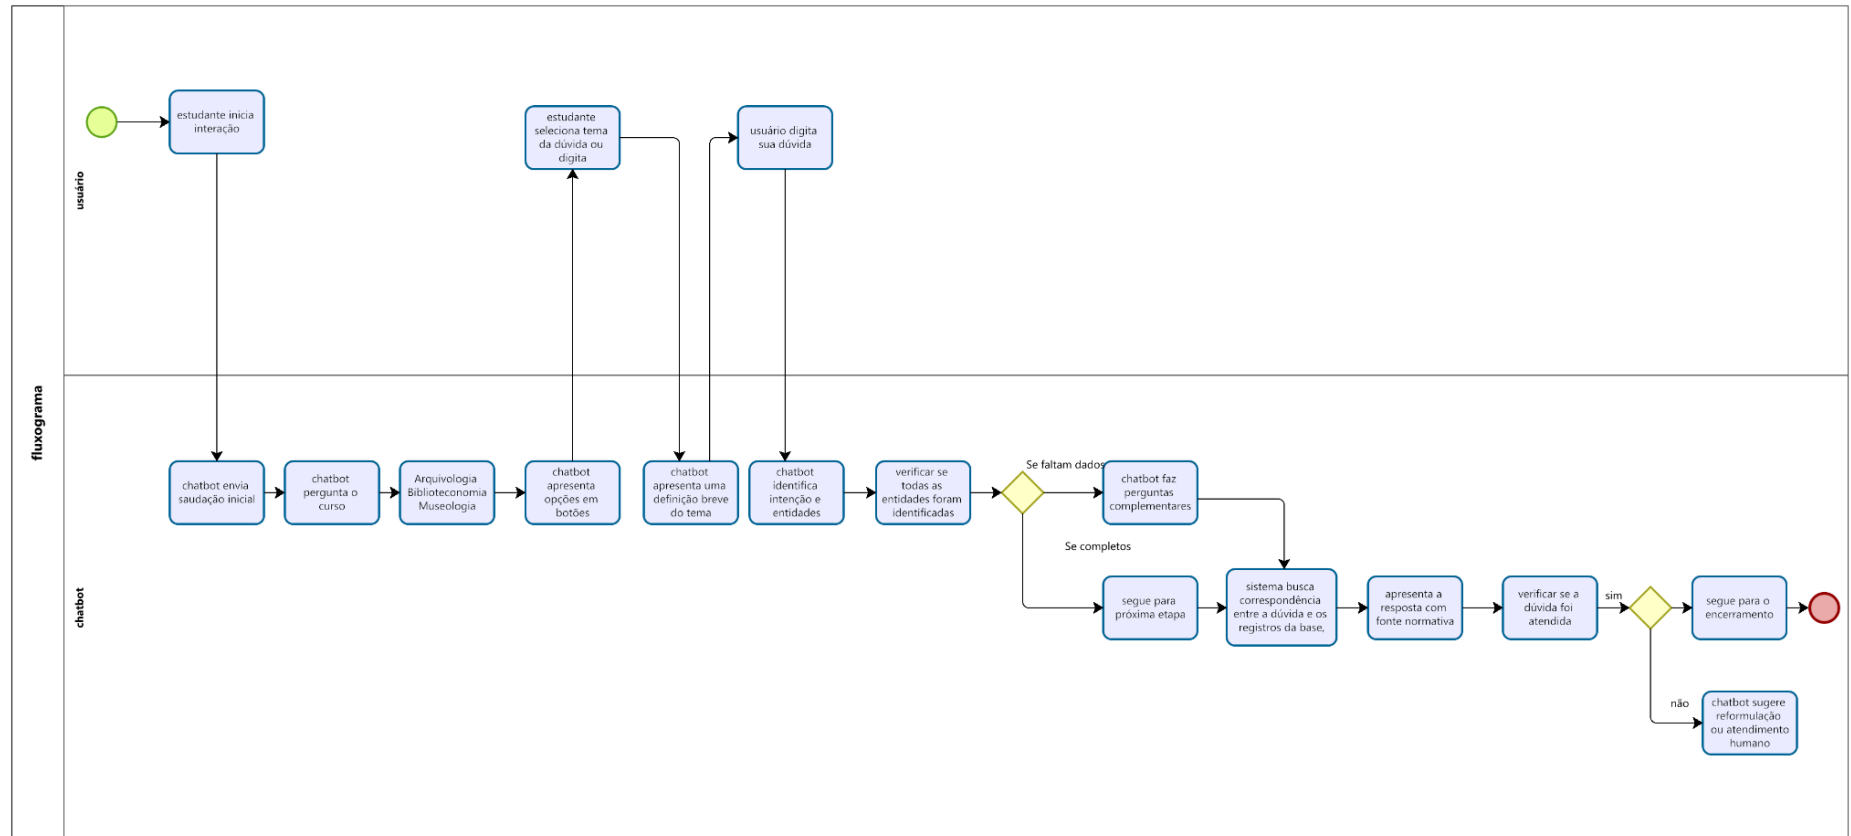 fluxograma
usuário
estudante inicia
interação
estudante
seleciona tema
da dúvida ou
digita
usuário digita
sua dúvida
chatbot
chatbot envia
saudação inicial
chatbot
pergunta o
curso
Arquivologia
Biblioteconomia
Museologia
chatbot
apresenta
opções em
botões
chatbot
apresenta uma
definição breve
do tema
chatbot
identifica
intenção e
entidades
verificar se
todas as
entidades foram
identificadas
Se faltam dados
chatbot faz
perguntas
complementares
Se completos
segue para
próxima etapa
sistema busca
correspondência
entre a dúvida e os
registros da base,
apresenta a
resposta com
fonte normativa
verificar se a
dúvida foi
atendida
sim
segue para o
encerramento
não
chatbot sugere
reformulação
ou atendimento
humano